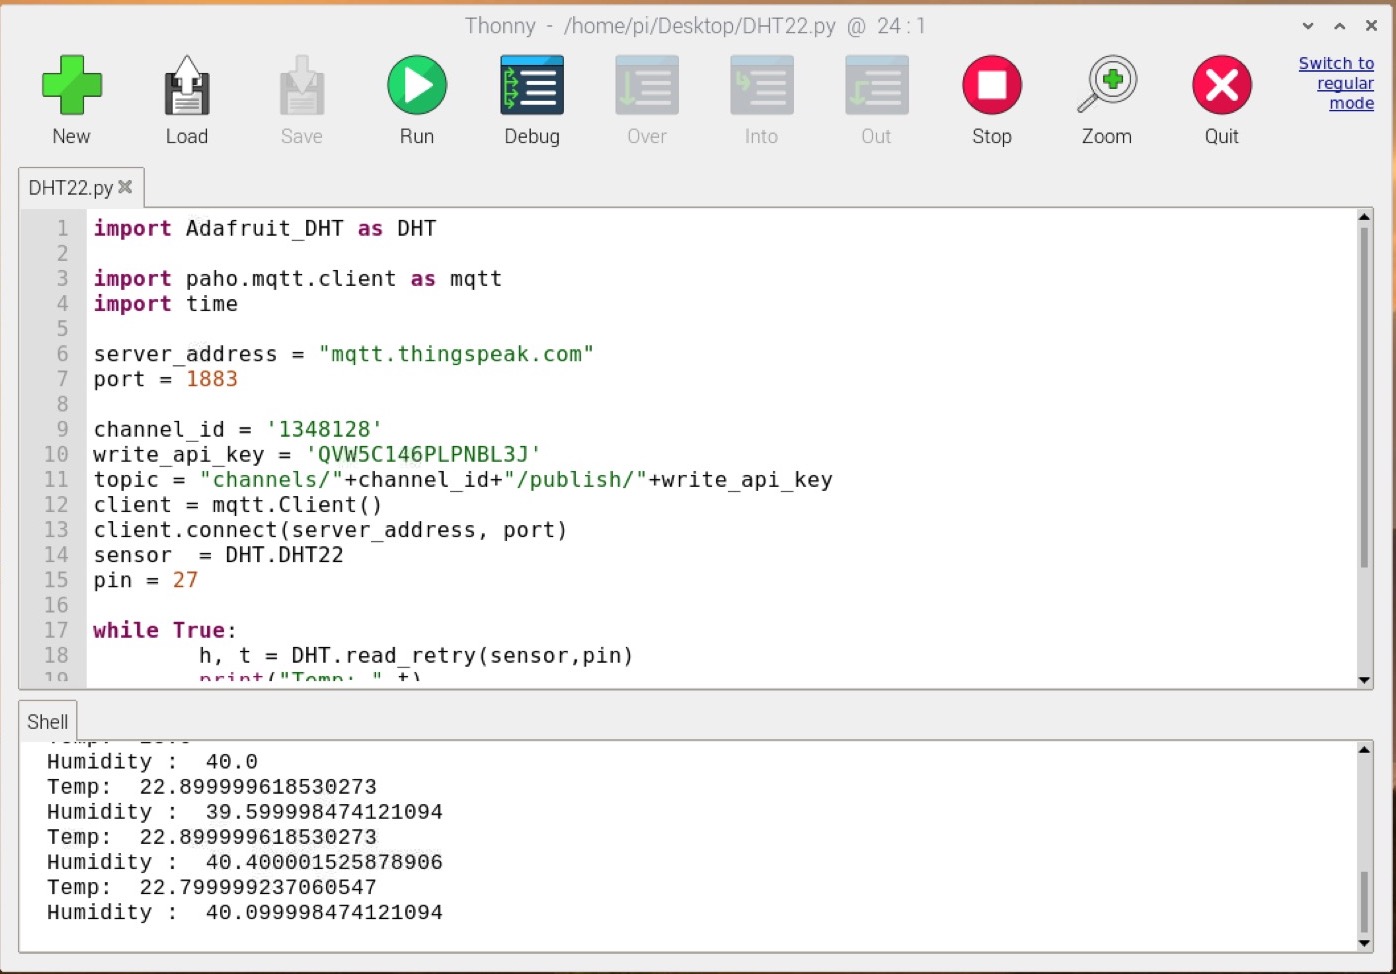 Thonny - /home/pi/Desktop/DHT22.py @ 24 : 1
New Load Save Run Debug Over Into Out Stop Zoom Quit
Switch to
regular
mode
DHT22.py
1 import Adafruit_DHT as DHT
2
3 import paho.mqtt.client as mqtt
4 import time
5
6 server_address = "mqtt.thingspeak.com"
7 port = 1883
8
9 channel_id = '1348128'
10 write_api_key = 'QVW5C146PLPNBL3J'
11 topic = "channels/"+channel_id+"/publish/"+write_api_key
12 client = mqtt.Client()
13 client.connect(server_address, port)
14 sensor  = DHT.DHT22
15 pin = 27
16
17 while True:
18         h, t = DHT.read_retry(sensor,pin)
19         print("Temp: ",t)
Shell
Temp:
Humidity :  40.0
Temp:  22.899999618530273
Humidity :  39.599998474121094
Temp:  22.899999618530273
Humidity :  40.400001525878906
Temp:  22.799999237060547
Humidity :  40.099998474121094